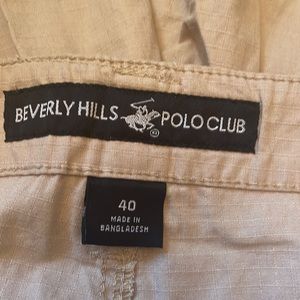 BEVERLY HILLS POLO CLUB
40
MADE IN
BANGLADESH